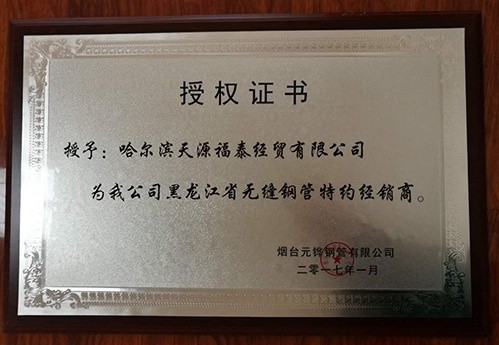 授权证书
授予：哈尔滨天源福泰经贸有限公司
为我公司黑龙江省无缝钢管特约经销商。
烟台元铧钢管有限公司
二零一七年一月